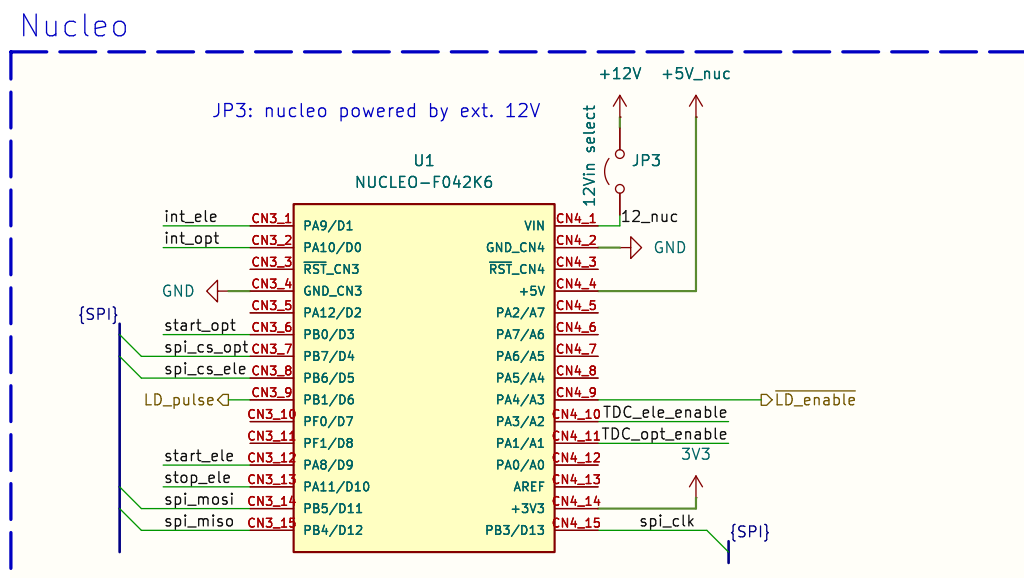 Nucleo
+12V
+5V_nuc
JP3: nucleo powered by ext. 12V
12Vin select
JP3
U1
NUCLEO-F042K6
12_nuc
int_ele CN3_1 PA9/D1 VIN CN4_1
int_opt CN3_2 PA10/D0 GND_CN4 CN4_2 GND
CN3_3 RST_CN3 RST_CN4 CN4_3
GND CN3_4 GND_CN3 +5V CN4_4
{SPI}
CN3_5 PA12/D2 PA2/A7 CN4_5
start_opt CN3_6 PB0/D3 PA7/A6 CN4_6
spi_cs_opt CN3_7 PB7/D4 PA6/A5 CN4_7
spi_cs_ele CN3_8 PB6/D5 PA5/A4 CN4_8
LD_pulse CN3_9 PB1/D6 PA4/A3 CN4_9 LD_enable
CN3_10 PF0/D7 PA3/A2 CN4_10 TDC_ele_enable
CN3_11 PF1/D8 PA1/A1 CN4_11 TDC_opt_enable
3V3
start_ele CN3_12 PA8/D9 PA0/A0 CN4_12
stop_ele CN3_13 PA11/D10 AREF CN4_13
spi_mosi CN3_14 PB5/D11 +3V3 CN4_14
spi_miso CN3_15 PB4/D12 PB3/D13 CN4_15 spi_clk
{SPI}